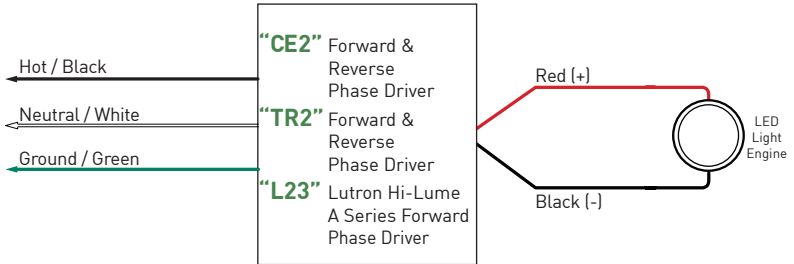 Hot / Black
Neutral / White
Ground / Green
“CE2” Forward &
Reverse
Phase Driver
“TR2” Forward &
Reverse
Phase Driver
“L23” Lutron Hi-Lume
A Series Forward
Phase Driver
Red (+)
Black (-)
LED
Light
Engine